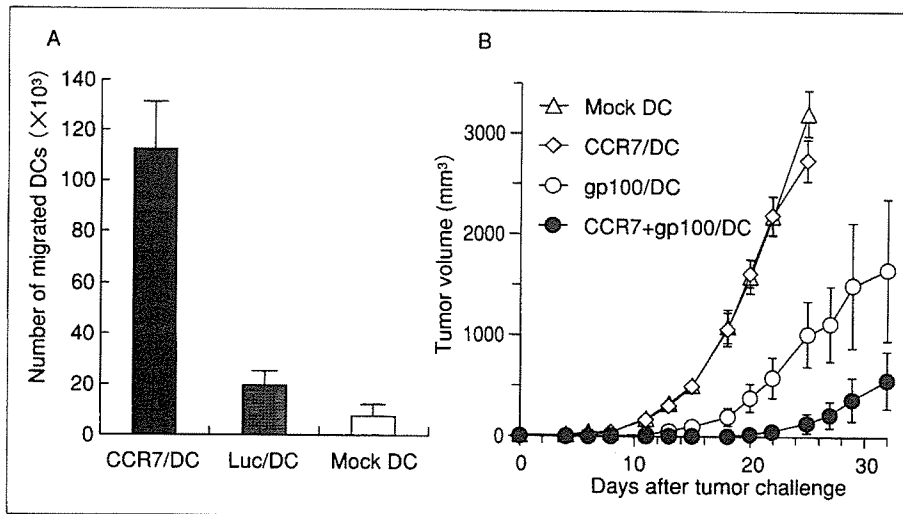 A
Number of migrated DCs (×10³)
140
120
100
80
60
40
20
0
CCR7/DC
Luc/DC
Mock DC
B
Tumor volume (mm³)
3000
2000
1000
0
Mock DC
CCR7/DC
gp100/DC
CCR7+gp100/DC
0
10
20
30
Days after tumor challenge